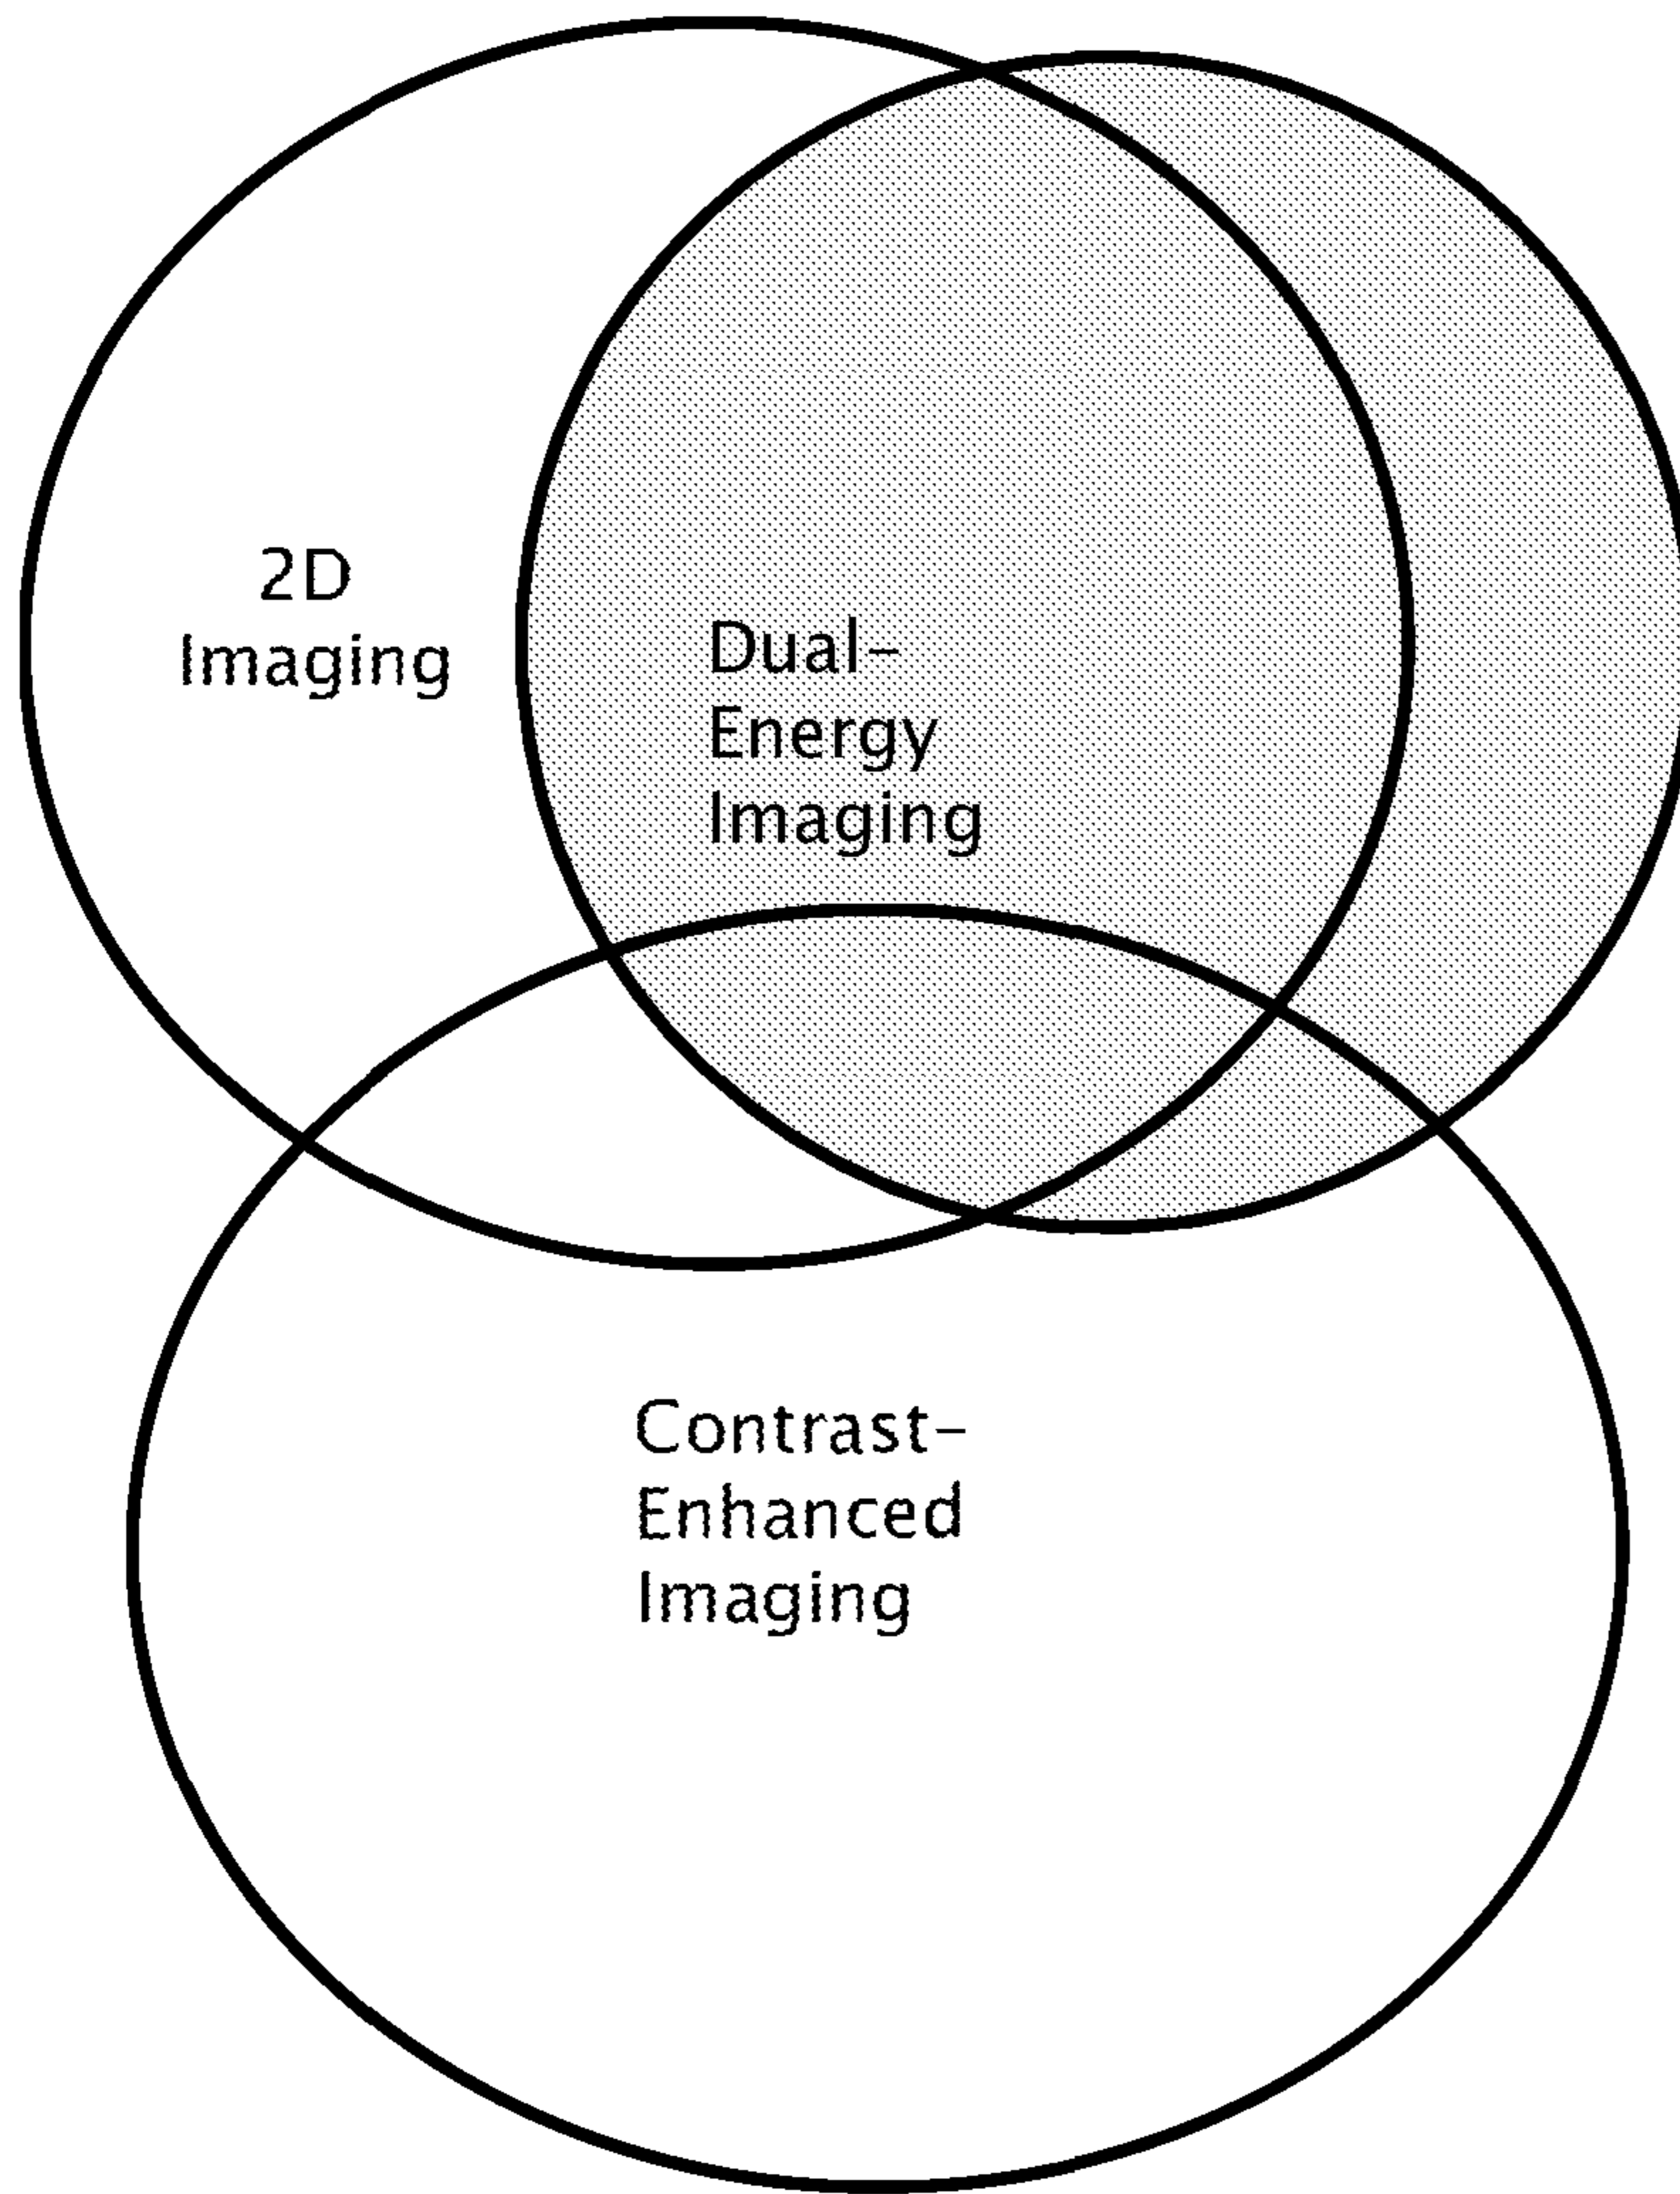 2D
Imaging
Dual-
Energy
Imaging
Contrast-
Enhanced
Imaging